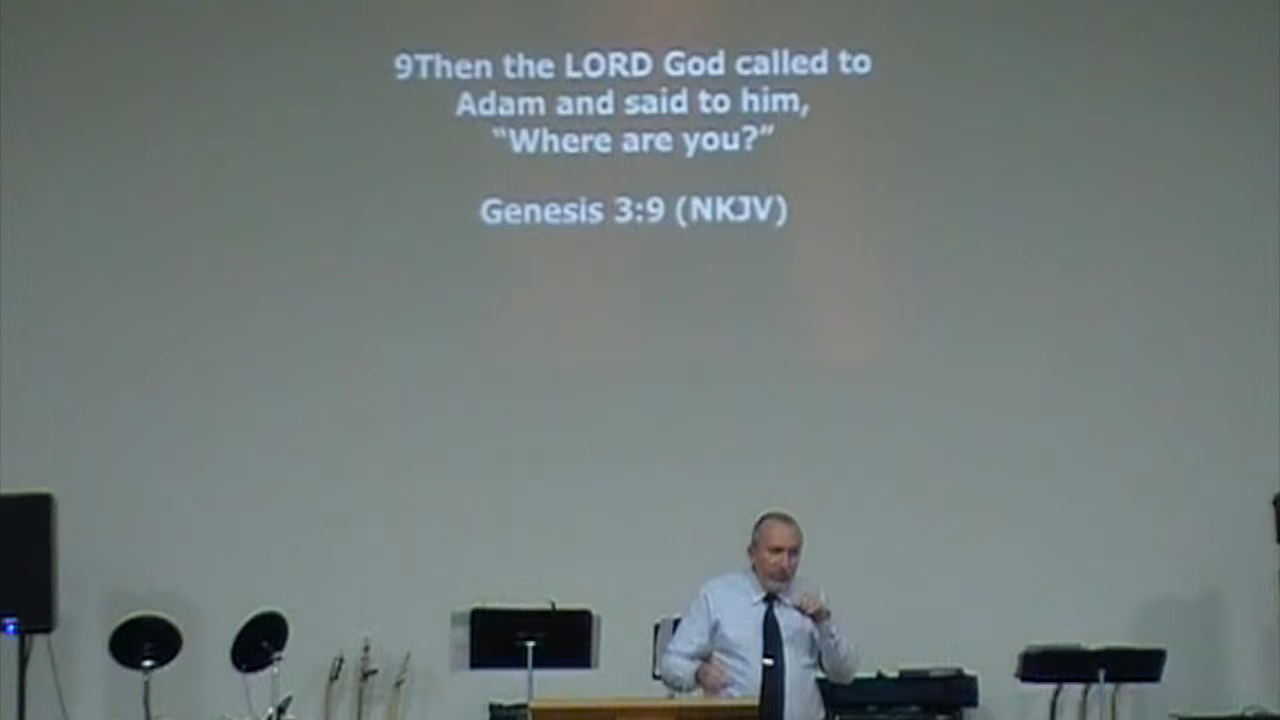 9Then the LORD God called to
Adam and said to him,
“Where are you?”
Genesis 3:9 (NKJV)